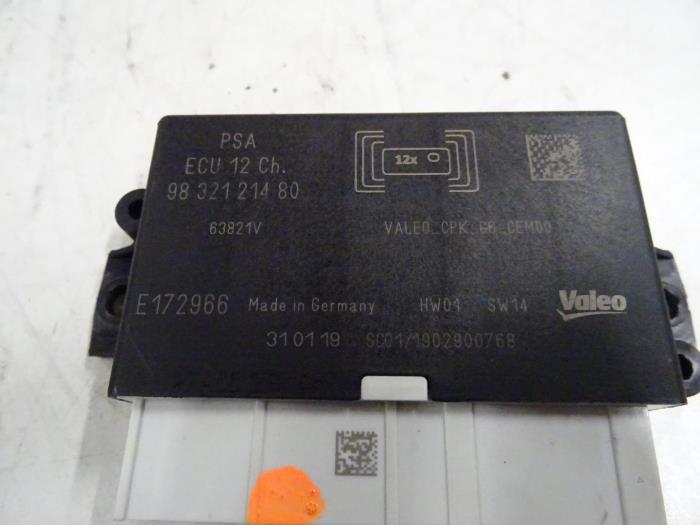 PSA
ECU 12 Ch.
98 321 214 80
12x
63821V
VALEO_CPK_G6_CEM00
E172966 Made in Germany HW01 SW14 Valeo
310119 SC01/1902900768